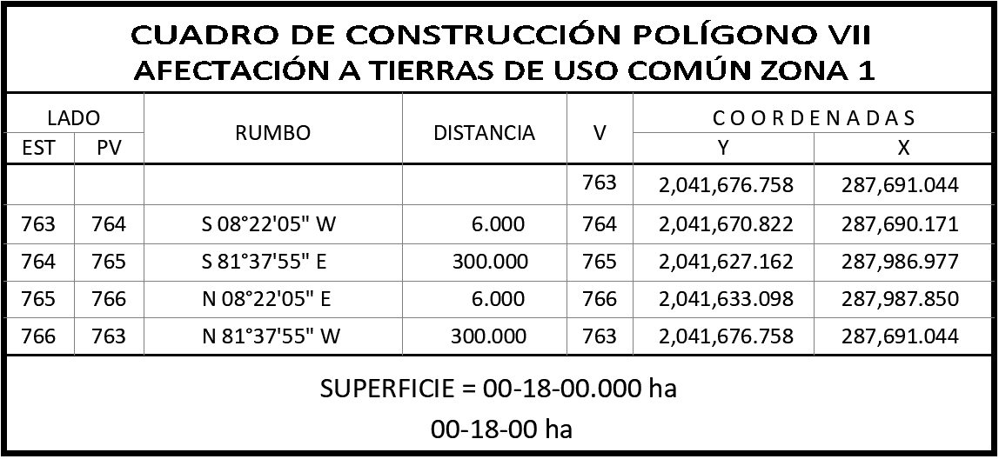 CUADRO DE CONSTRUCCIÓN POLÍGONO VII
AFECTACIÓN A TIERRAS DE USO COMÚN ZONA 1
LADO RUMBO DISTANCIA V COORDENADAS
EST PV Y X
763 2,041,676.758 287,691.044
763 764 S 08°22'05" W 6.000 764 2,041,670.822 287,690.171
764 765 S 81°37'55" E 300.000 765 2,041,627.162 287,986.977
765 766 N 08°22'05" E 6.000 766 2,041,633.098 287,987.850
766 763 N 81°37'55" W 300.000 763 2,041,676.758 287,691.044
SUPERFICIE = 00-18-00.000 ha
00-18-00 ha